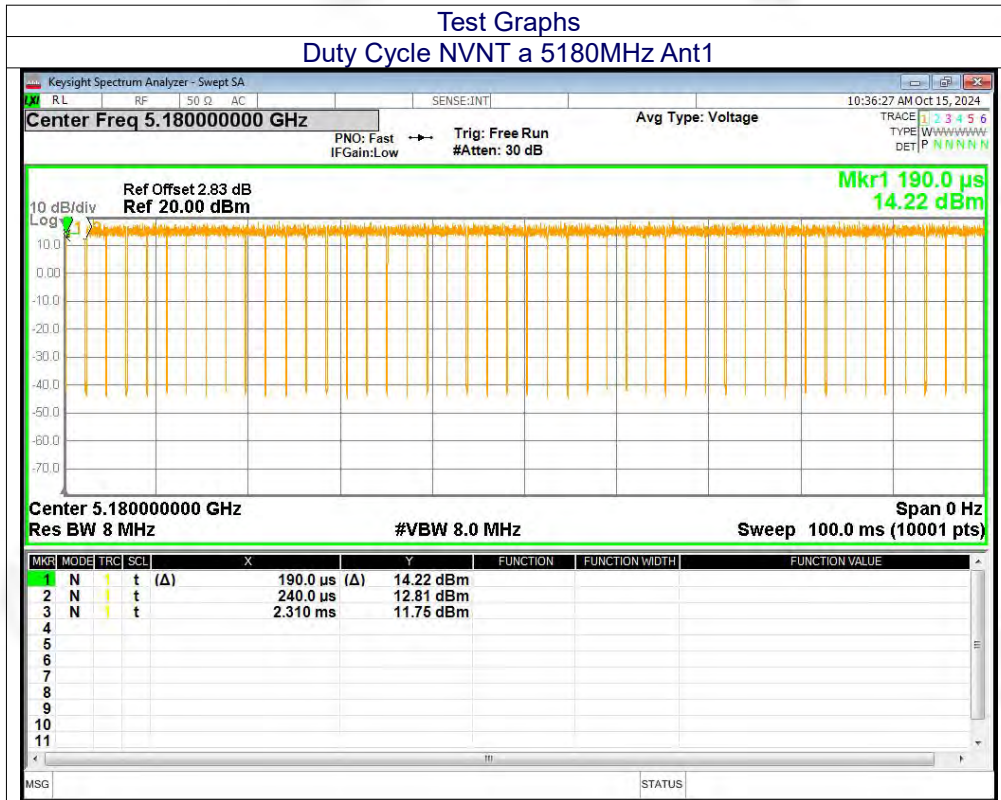 Test Graphs
Duty Cycle NVNT a 5180MHz Ant1
Keysight Spectrum Analyzer - Swept SA
LXI RL RF 50 Ω AC SENSE:INT 10:36:27 AM Oct 15, 2024
Center Freq 5.180000000 GHz Avg Type: Voltage TRACE 1 2 3 4 5 6
PNO: Fast Trig: Free Run TYPE WWWWWW
IFGain:Low #Atten: 30 dB DET P N N N N N
Mkr1 190.0 µs
14.22 dBm
Ref Offset 2.83 dB
10 dB/div Ref 20.00 dBm
Log
10.0
0.00
-10.0
-20.0
-30.0
-40.0
-50.0
-60.0
-70.0
Center 5.180000000 GHz Span 0 Hz
Res BW 8 MHz #VBW 8.0 MHz Sweep 100.0 ms (10001 pts)
MKR MODE TRC SCL X Y FUNCTION FUNCTION WIDTH FUNCTION VALUE
1 N 1 t (Δ) 190.0 µs (Δ) 14.22 dBm
2 N 1 t 240.0 µs 12.81 dBm
3 N 1 t 2.310 ms 11.75 dBm
4
5
6
7
8
9
10
11
MSG STATUS